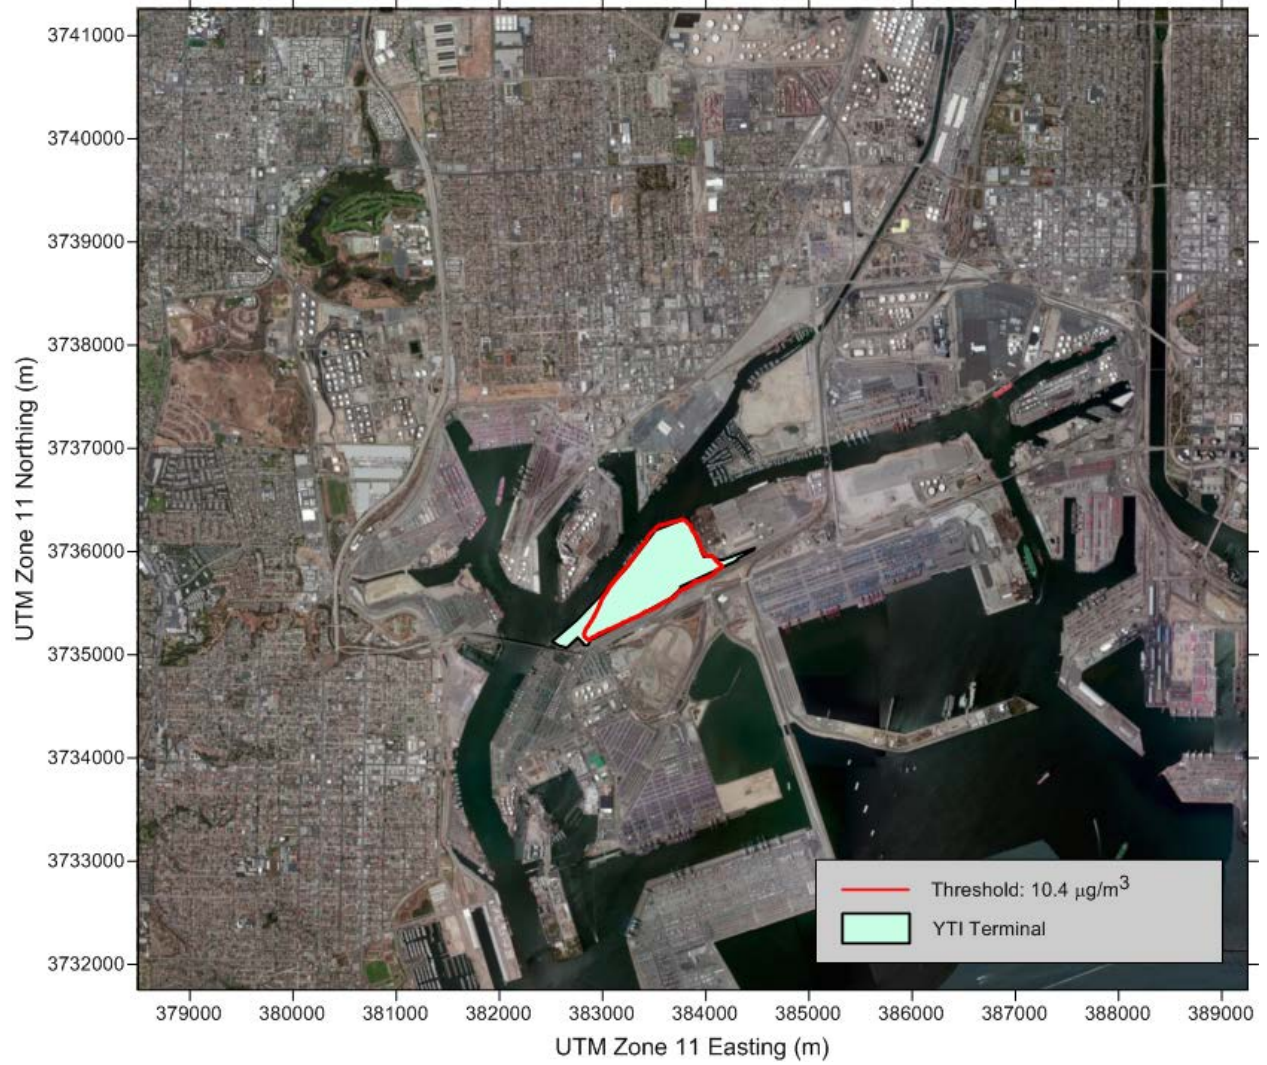 3741000
3740000
3739000
3738000
3737000
3736000
3735000
3734000
3733000
3732000
UTM Zone 11 Northing (m)
Threshold: 10.4 μg/m3
YTI Terminal
379000 380000 381000 382000 383000 384000 385000 386000 387000 388000 389000
UTM Zone 11 Easting (m)